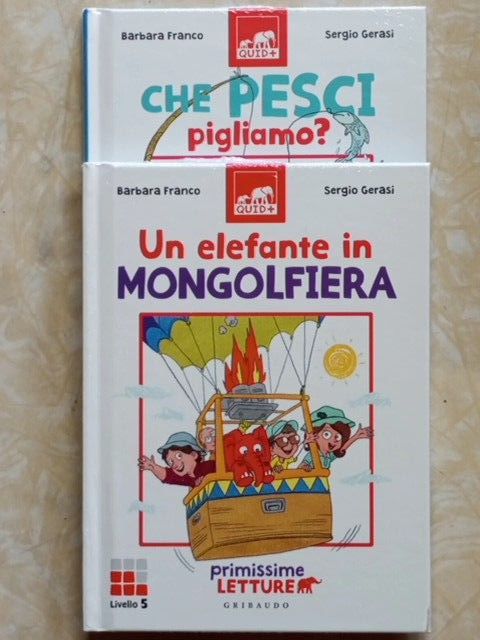 Barbara Franco
QUID+
Sergio Gerasi
CHE PESCI
pigliamo?
Barbara Franco
QUID+
Sergio Gerasi
Un elefante in
MONGOLFIERA
primissime
LETTURE
Livello 5
GRIBAUDO